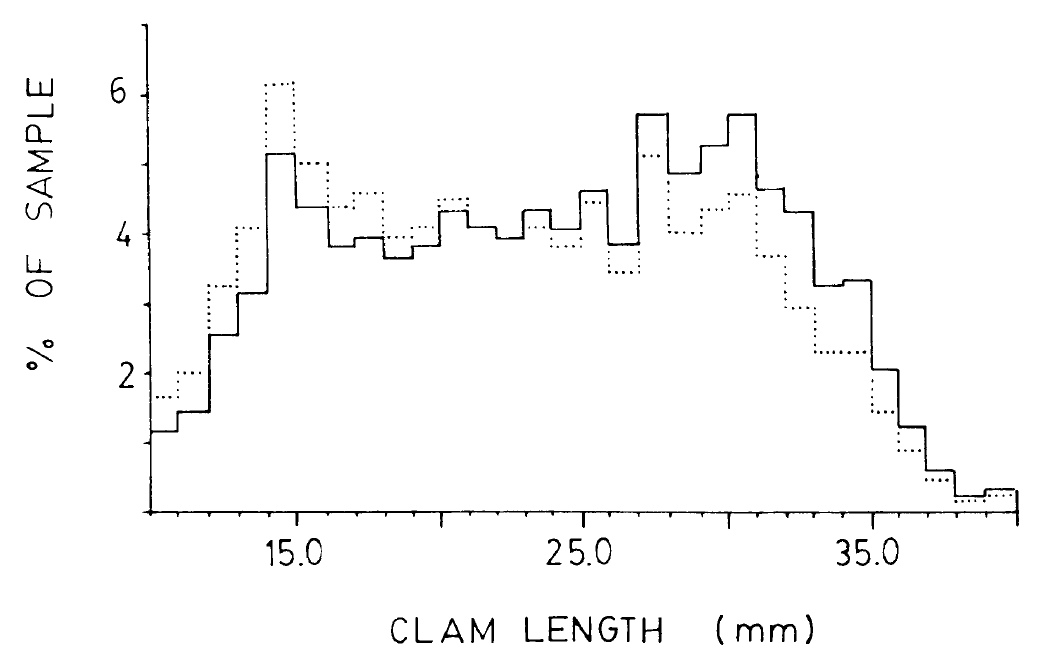 % OF SAMPLE
6
4
2
15.0 25.0 35.0
CLAM LENGTH (mm)